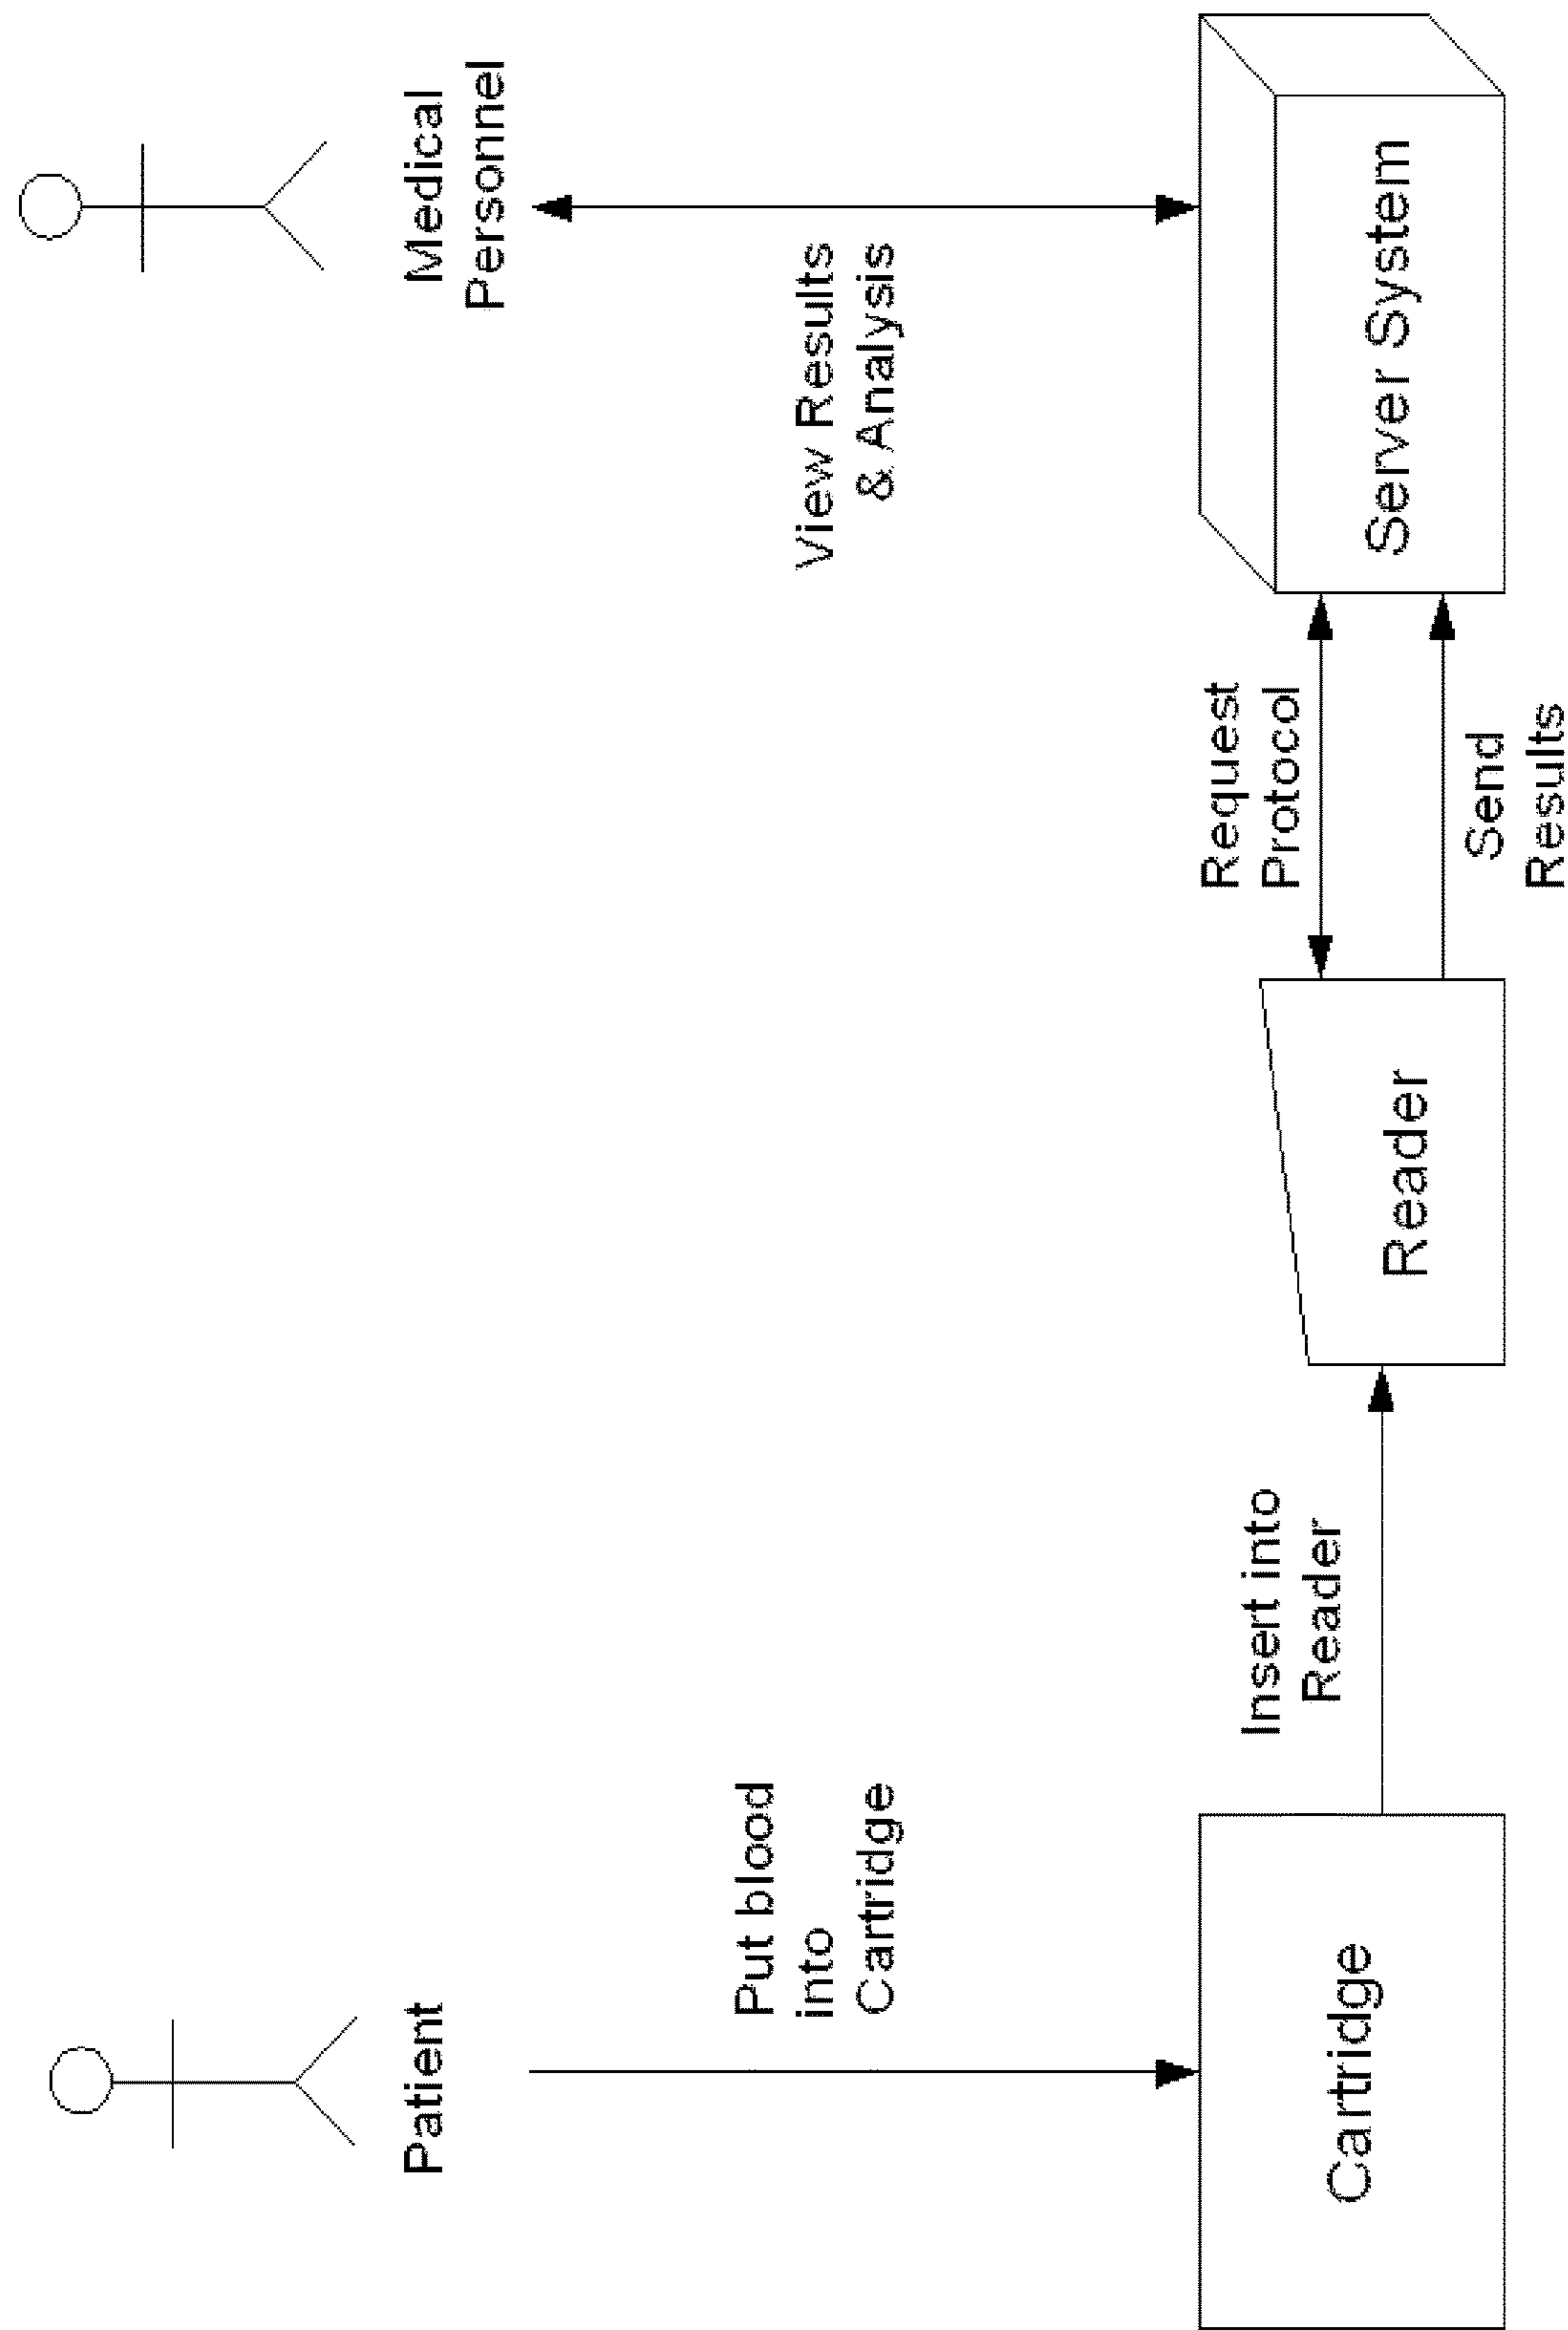 Patient
Medical
Personnel
Put blood
into
Cartridge
View Results
& Analysis
Cartridge
Insert into
Reader
Reader
Request
Protocol
Send
Results
Server System